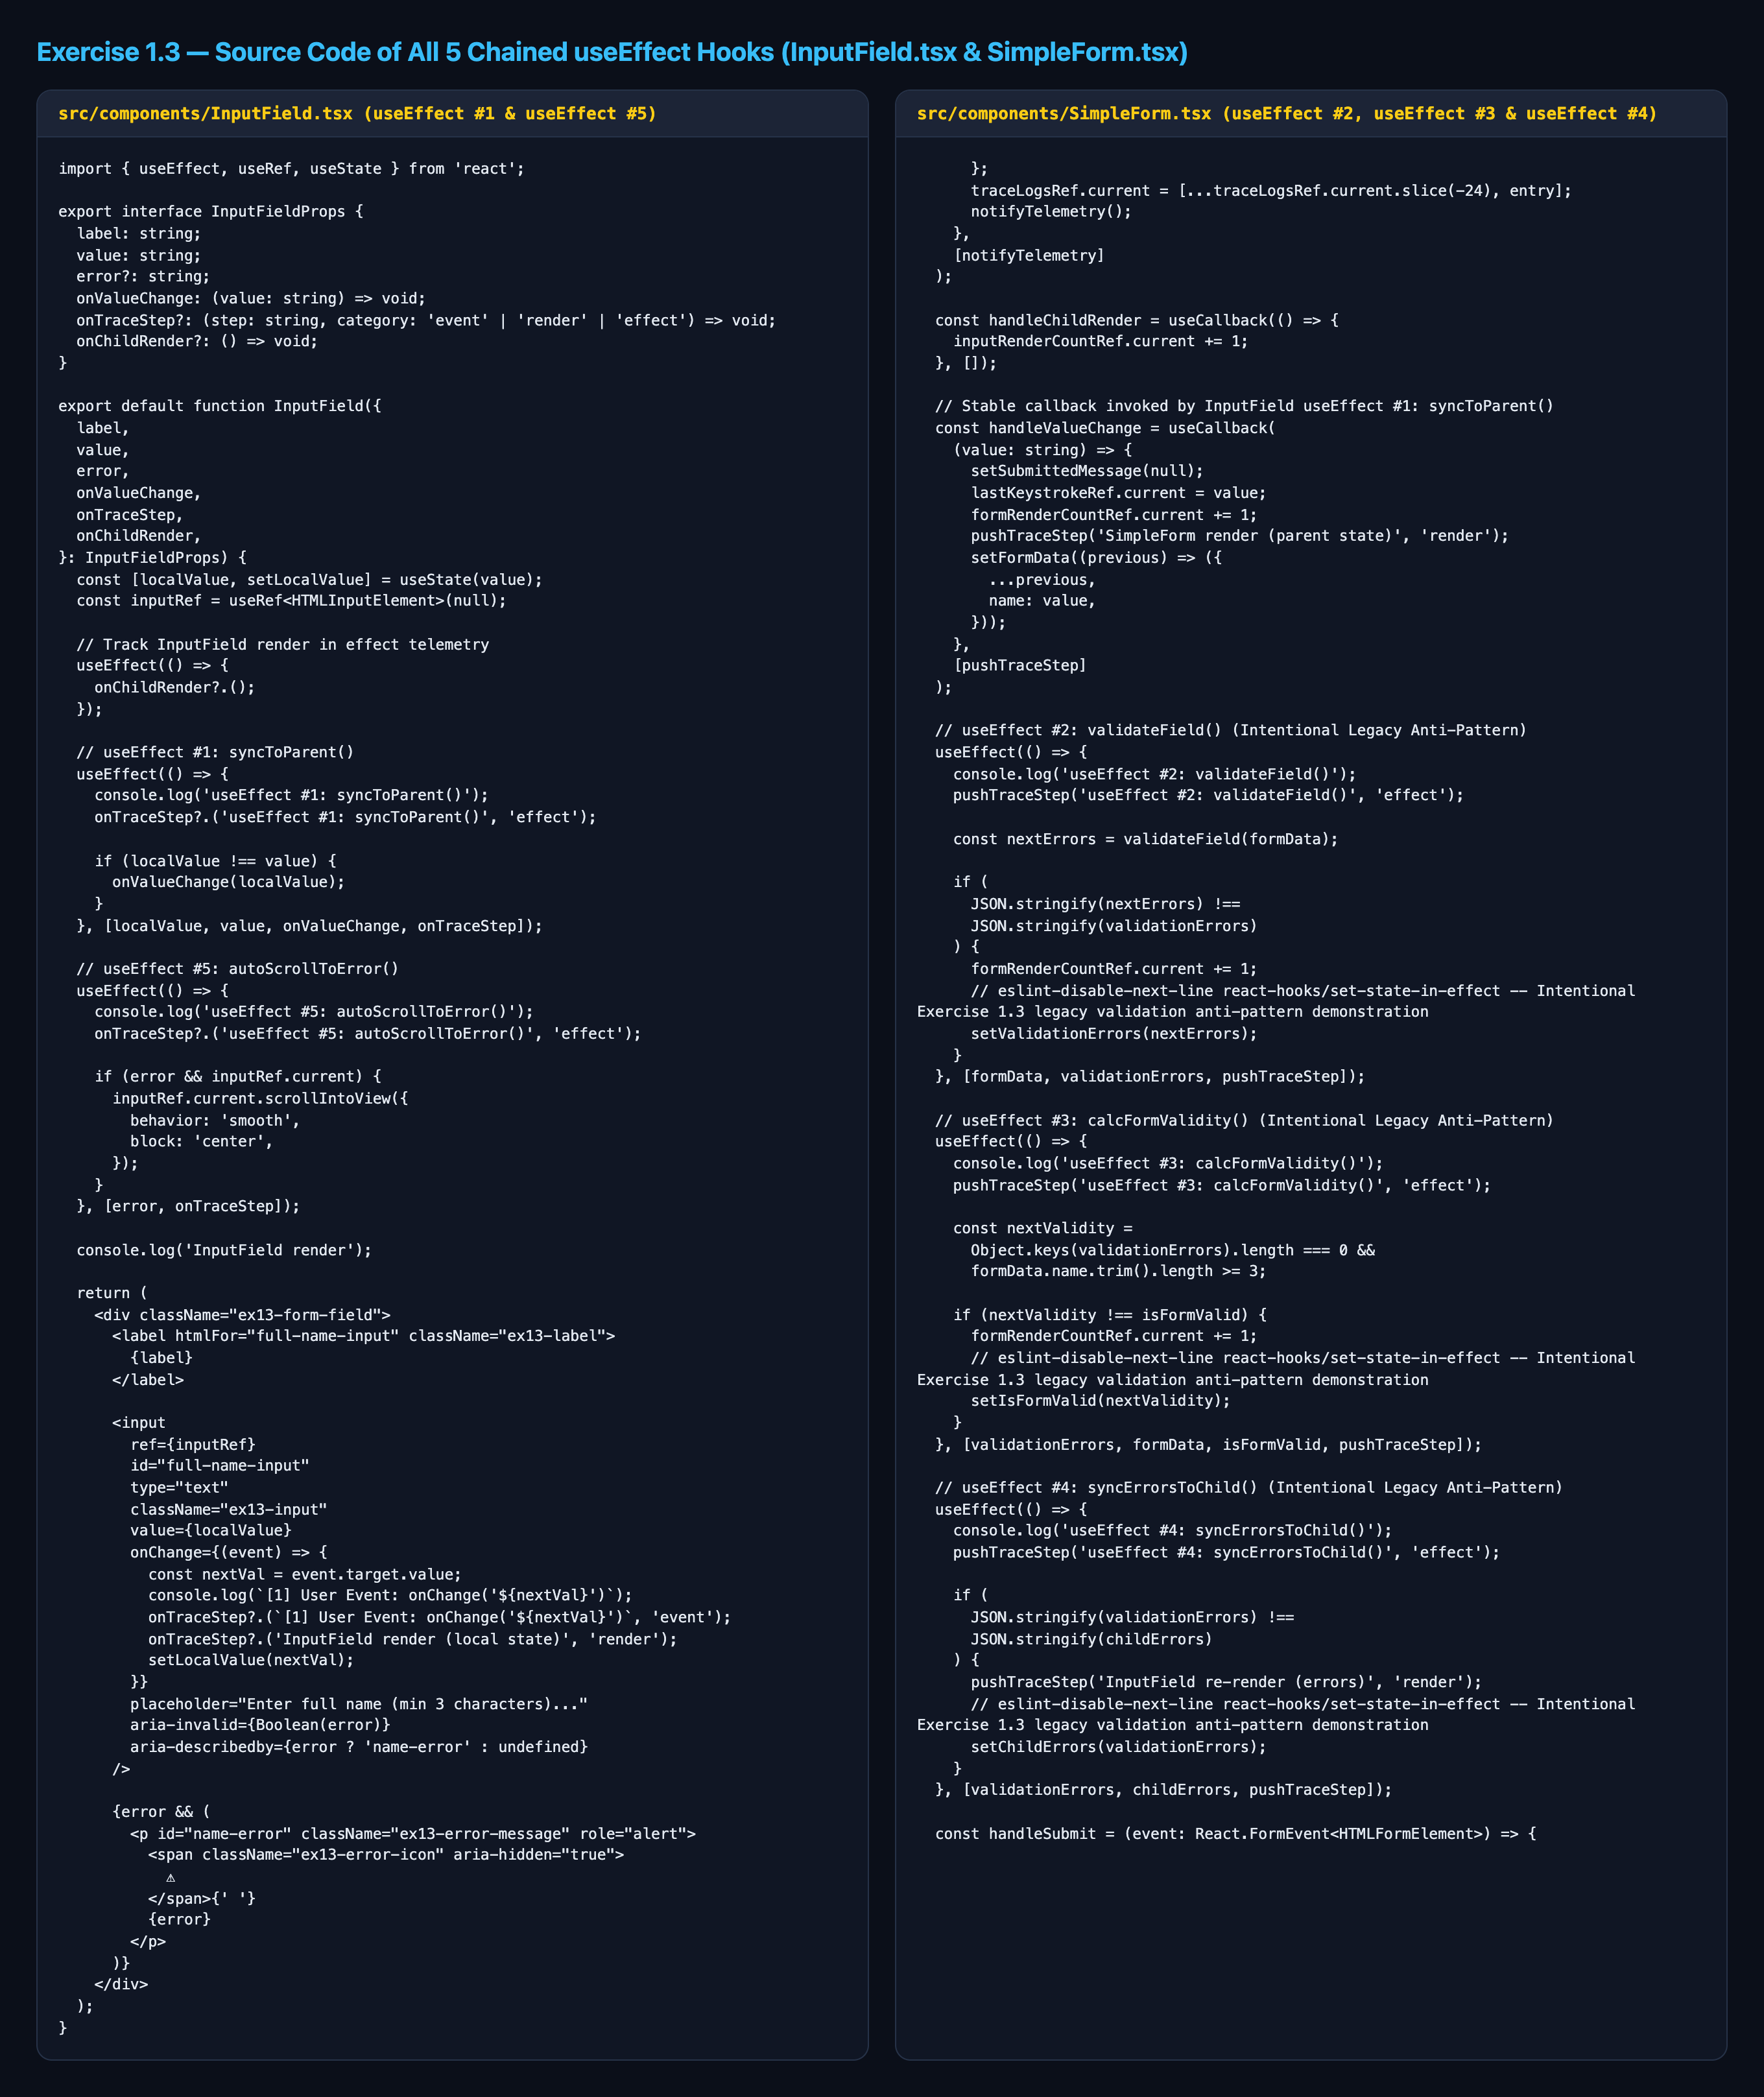 Exercise 1.3 — Source Code of All 5 Chained useEffect Hooks (InputField.tsx & SimpleForm.tsx)
src/components/InputField.tsx (useEffect #1 & useEffect #5)
import { useEffect, useRef, useState } from 'react';
export interface InputFieldProps {
  label: string;
  value: string;
  error?: string;
  onValueChange: (value: string) => void;
  onTraceStep?: (step: string, category: 'event' | 'render' | 'effect') => void;
  onChildRender?: () => void;
}
export default function InputField({
  label,
  value,
  error,
  onValueChange,
  onTraceStep,
  onChildRender,
}: InputFieldProps) {
  const [localValue, setLocalValue] = useState(value);
  const inputRef = useRef<HTMLInputElement>(null);
  // Track InputField render in effect telemetry
  useEffect(() => {
    onChildRender?.();
  });
  // useEffect #1: syncToParent()
  useEffect(() => {
    console.log('useEffect #1: syncToParent()');
    onTraceStep?.('useEffect #1: syncToParent()', 'effect');
    if (localValue !== value) {
      onValueChange(localValue);
    }
  }, [localValue, value, onValueChange, onTraceStep]);
  // useEffect #5: autoScrollToError()
  useEffect(() => {
    console.log('useEffect #5: autoScrollToError()');
    onTraceStep?.('useEffect #5: autoScrollToError()', 'effect');
    if (error && inputRef.current) {
      inputRef.current.scrollIntoView({
        behavior: 'smooth',
        block: 'center',
      });
    }
  }, [error, onTraceStep]);
  console.log('InputField render');
  return (
    <div className="ex13-form-field">
      <label htmlFor="full-name-input" className="ex13-label">
        {label}
      </label>
      <input
        ref={inputRef}
        id="full-name-input"
        type="text"
        className="ex13-input"
        value={localValue}
        onChange={(event) => {
          const nextVal = event.target.value;
          console.log(`[1] User Event: onChange('${nextVal}')`);
          onTraceStep?.(`[1] User Event: onChange('${nextVal}')`, 'event');
          onTraceStep?.('InputField render (local state)', 'render');
          setLocalValue(nextVal);
        }}
        placeholder="Enter full name (min 3 characters)..."
        aria-invalid={Boolean(error)}
        aria-describedby={error ? 'name-error' : undefined}
      />
      {error && (
        <p id="name-error" className="ex13-error-message" role="alert">
          <span className="ex13-error-icon" aria-hidden="true">
            ⚠
          </span>{' '}
          {error}
        </p>
      )}
    </div>
  );
}
src/components/SimpleForm.tsx (useEffect #2, useEffect #3 & useEffect #4)
      };
      traceLogsRef.current = [...traceLogsRef.current.slice(-24), entry];
      notifyTelemetry();
    },
    [notifyTelemetry]
  );
  const handleChildRender = useCallback(() => {
    inputRenderCountRef.current += 1;
  }, []);
  // Stable callback invoked by InputField useEffect #1: syncToParent()
  const handleValueChange = useCallback(
    (value: string) => {
      setSubmittedMessage(null);
      lastKeystrokeRef.current = value;
      formRenderCountRef.current += 1;
      pushTraceStep('SimpleForm render (parent state)', 'render');
      setFormData((previous) => ({
        ...previous,
        name: value,
      }));
    },
    [pushTraceStep]
  );
  // useEffect #2: validateField() (Intentional Legacy Anti-Pattern)
  useEffect(() => {
    console.log('useEffect #2: validateField()');
    pushTraceStep('useEffect #2: validateField()', 'effect');
    const nextErrors = validateField(formData);
    if (
      JSON.stringify(nextErrors) !==
      JSON.stringify(validationErrors)
    ) {
      formRenderCountRef.current += 1;
      // eslint-disable-next-line react-hooks/set-state-in-effect -- Intentional
Exercise 1.3 legacy validation anti-pattern demonstration
      setValidationErrors(nextErrors);
    }
  }, [formData, validationErrors, pushTraceStep]);
  // useEffect #3: calcFormValidity() (Intentional Legacy Anti-Pattern)
  useEffect(() => {
    console.log('useEffect #3: calcFormValidity()');
    pushTraceStep('useEffect #3: calcFormValidity()', 'effect');
    const nextValidity =
      Object.keys(validationErrors).length === 0 &&
      formData.name.trim().length >= 3;
    if (nextValidity !== isFormValid) {
      formRenderCountRef.current += 1;
      // eslint-disable-next-line react-hooks/set-state-in-effect -- Intentional
Exercise 1.3 legacy validation anti-pattern demonstration
      setIsFormValid(nextValidity);
    }
  }, [validationErrors, formData, isFormValid, pushTraceStep]);
  // useEffect #4: syncErrorsToChild() (Intentional Legacy Anti-Pattern)
  useEffect(() => {
    console.log('useEffect #4: syncErrorsToChild()');
    pushTraceStep('useEffect #4: syncErrorsToChild()', 'effect');
    if (
      JSON.stringify(validationErrors) !==
      JSON.stringify(childErrors)
    ) {
      pushTraceStep('InputField re-render (errors)', 'render');
      // eslint-disable-next-line react-hooks/set-state-in-effect -- Intentional
Exercise 1.3 legacy validation anti-pattern demonstration
      setChildErrors(validationErrors);
    }
  }, [validationErrors, childErrors, pushTraceStep]);
  const handleSubmit = (event: React.FormEvent<HTMLFormElement>) => {